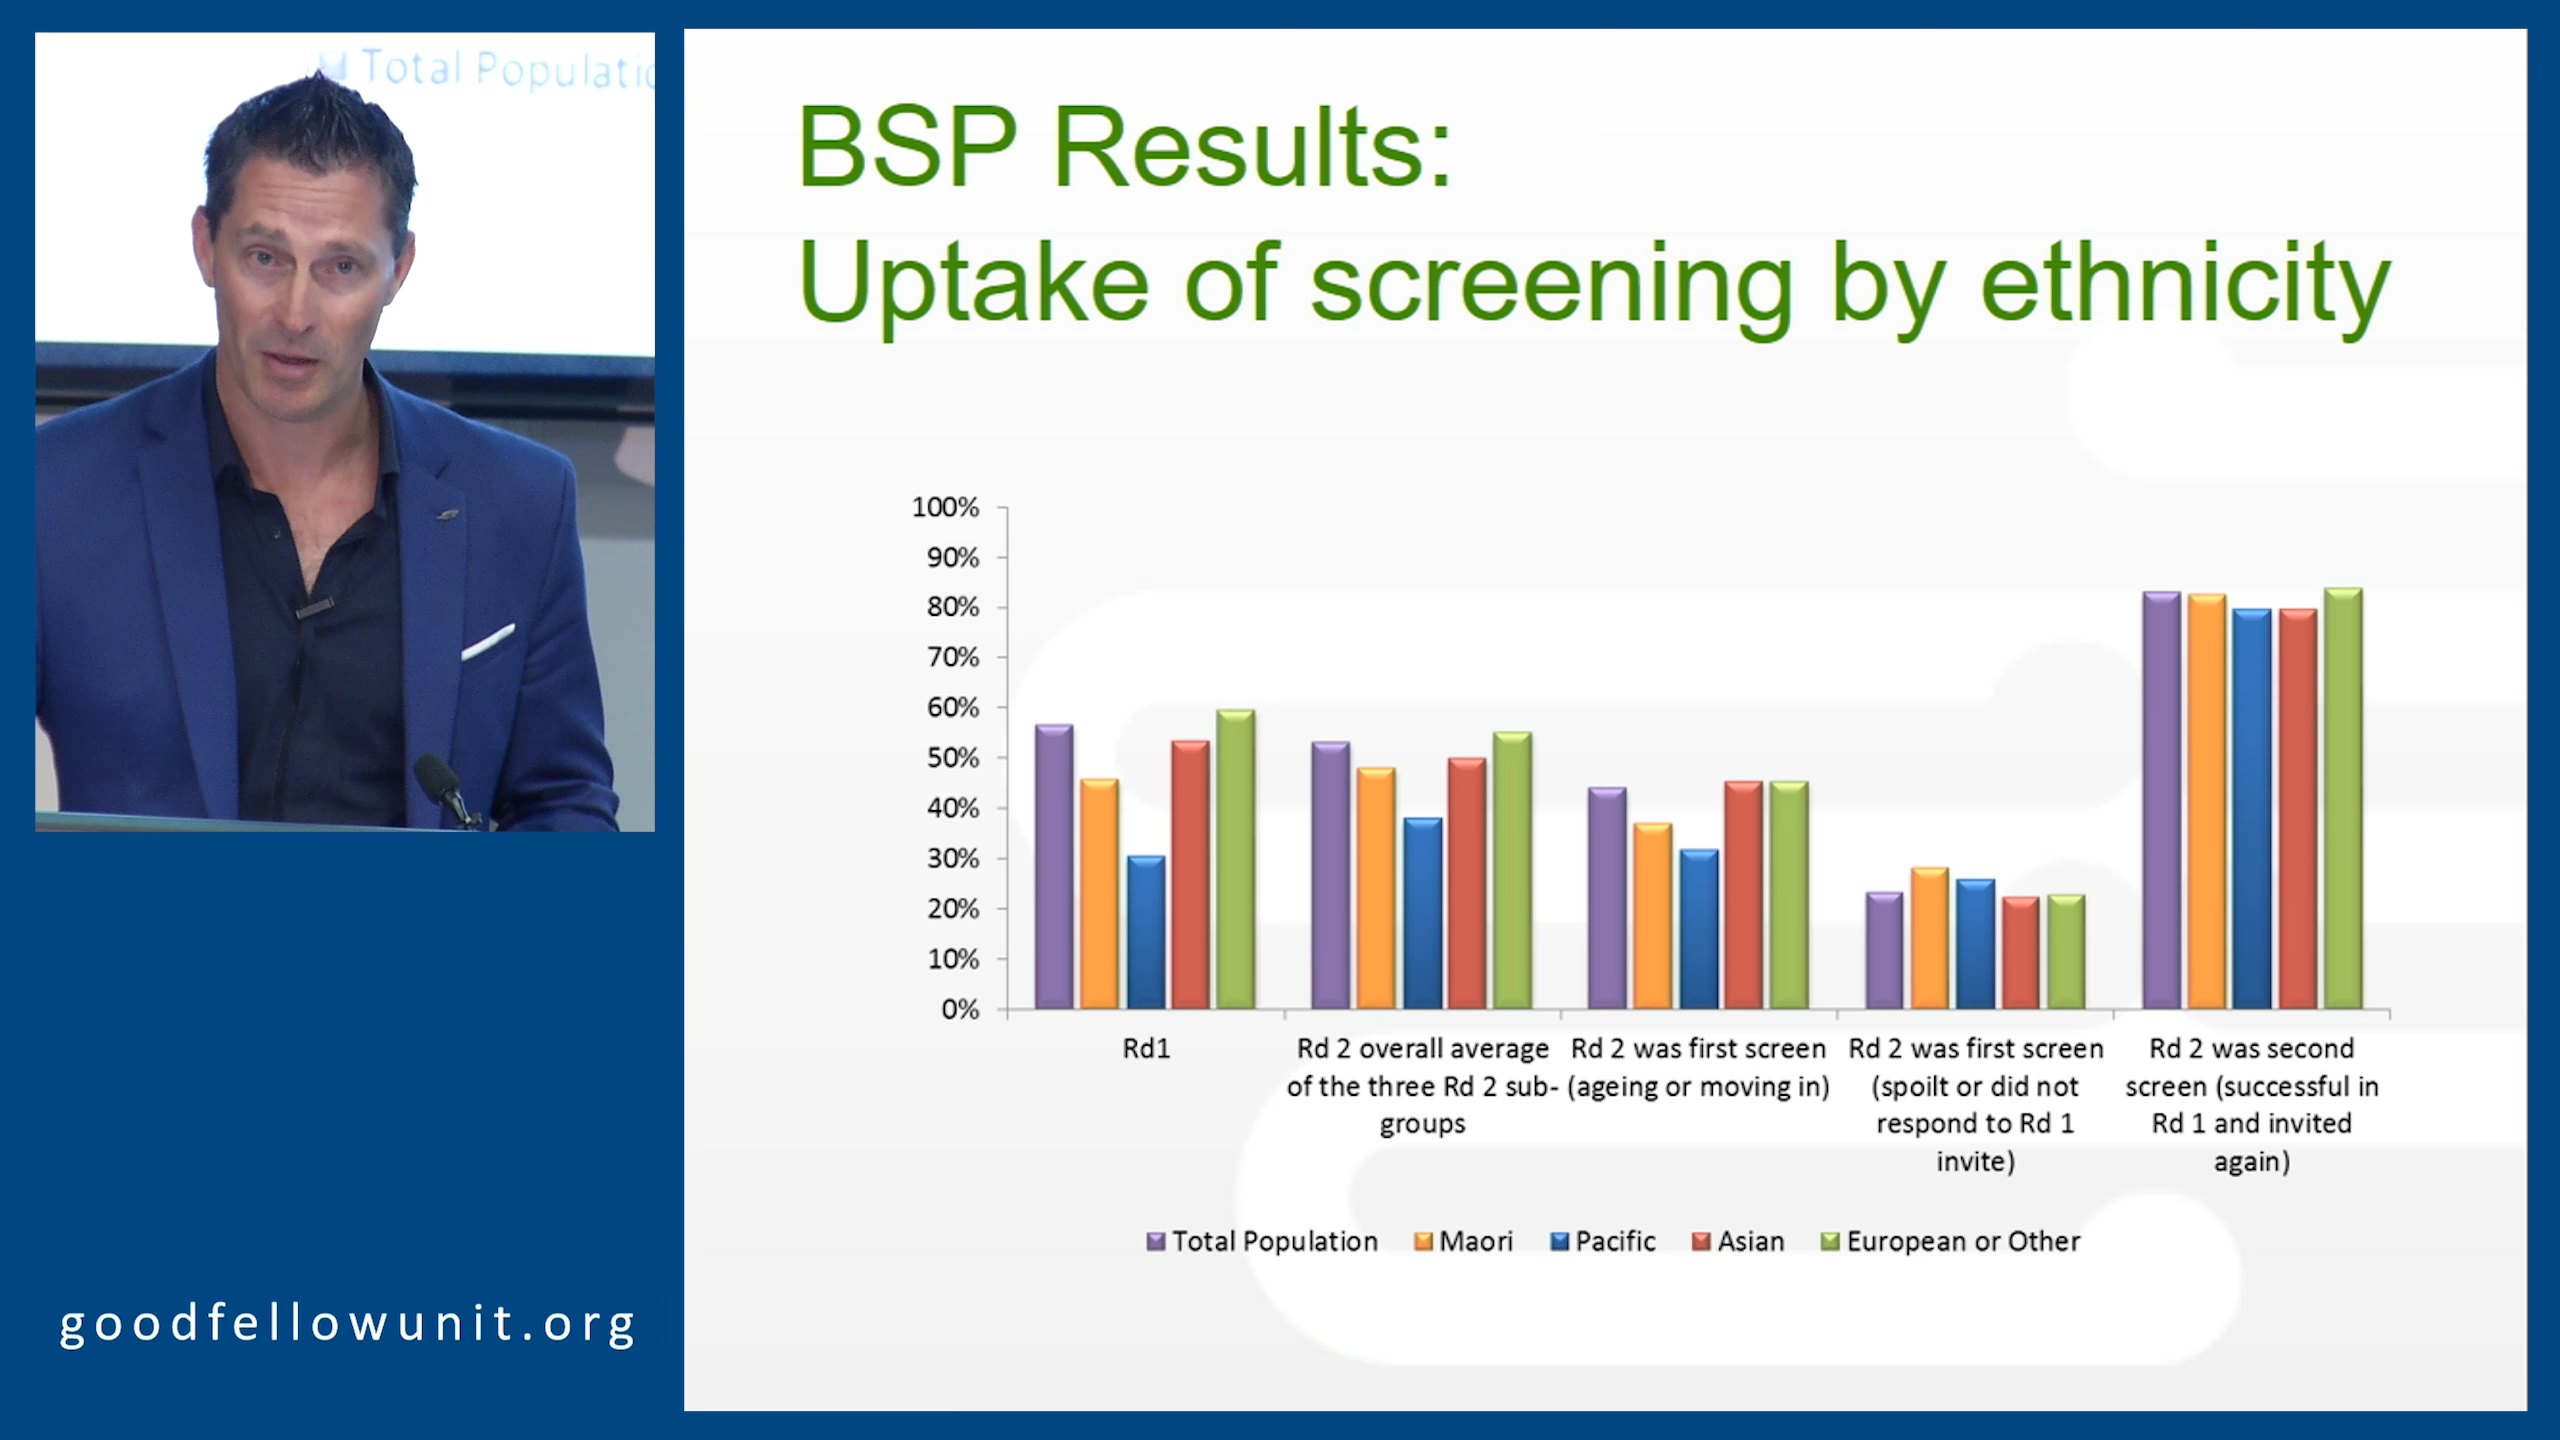 Total Populatio
BSP Results:
Uptake of screening by ethnicity
100%
90%
80%
70%
60%
50%
40%
30%
20%
10%
0%
Rd1
Rd 2 overall average
of the three Rd 2 sub-
groups
Rd 2 was first screen
(ageing or moving in)
Rd 2 was first screen
(spoilt or did not
respond to Rd 1
invite)
Rd 2 was second
screen (successful in
Rd 1 and invited
again)
Total Population Maori Pacific Asian European or Other
goodfellowunit.org